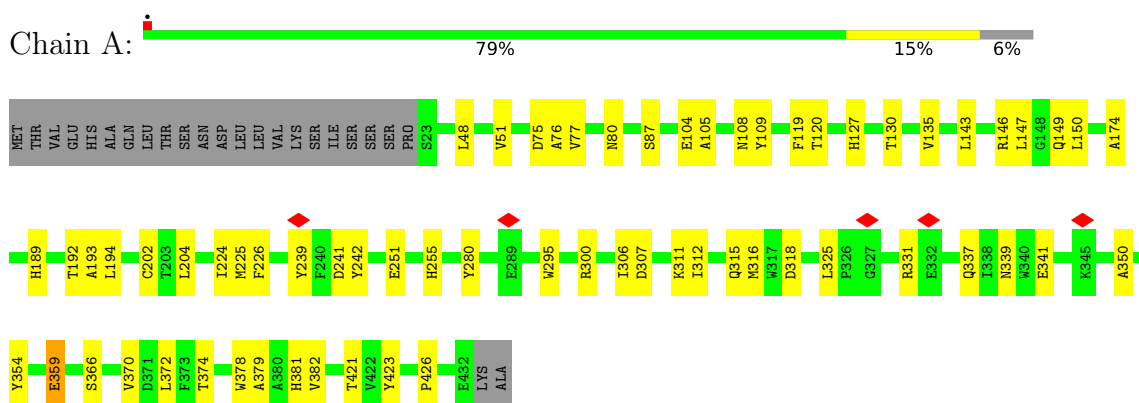 Chain A:
79% 15% 6%
MET THR VAL GLU HIS ALA GLN LEU THR SER ASN ASP LEU LEU VAL LYS SER ILE SER SER SER PRO S23 L48 V51 D75 A76 V77 N80 S87 E104 A105 N108 Y109 F119 T120 H127 T130 V135 L143 R146 L147 G148 Q149 L150 A174
H189 T192 A193 L194 C202 T203 L204 I224 M225 F226 Y239 F240 D241 Y242 E251 H255 Y280 E289 W295 R300 I306 D307 K311 I312 Q315 M316 W317 D318 L325 P326 G327 R331 E332 Q337 I338 N339 W340 E341 K345 A350
Y354 E359 S366 V370 D371 L372 F373 T374 W378 A379 A380 H381 V382 T421 V422 Y423 P426 E432 LYS ALA